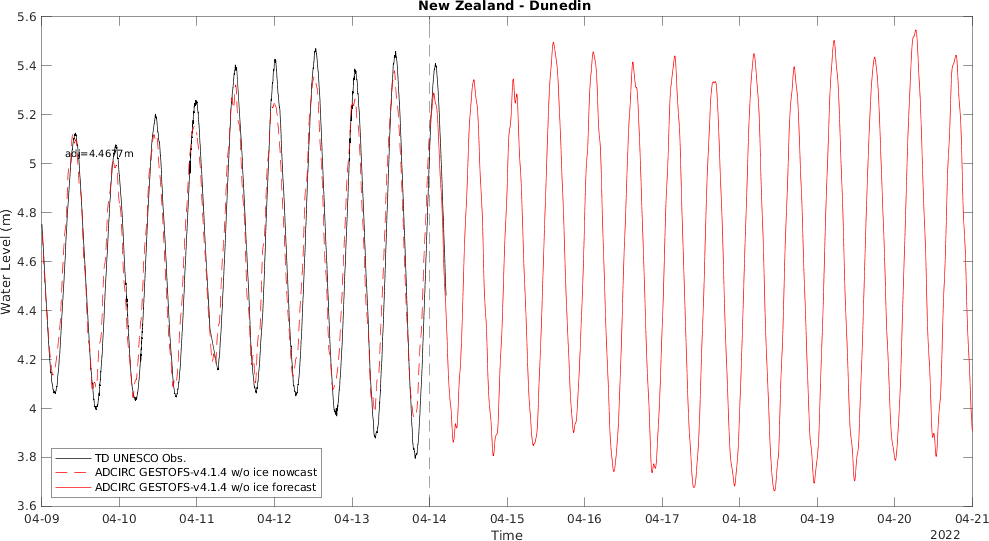 New Zealand - Dunedin
5.6
5.4
5.2
5
4.8
4.6
4.4
4.2
4
3.8
3.6
Water Level (m)
adj=4.4677m
TD UNESCO Obs.
ADCIRC GESTOFS-v4.1.4 w/o ice nowcast
ADCIRC GESTOFS-v4.1.4 w/o ice forecast
04-09 04-10 04-11 04-12 04-13 04-14 04-15 04-16 04-17 04-18 04-19 04-20 04-21
Time
2022